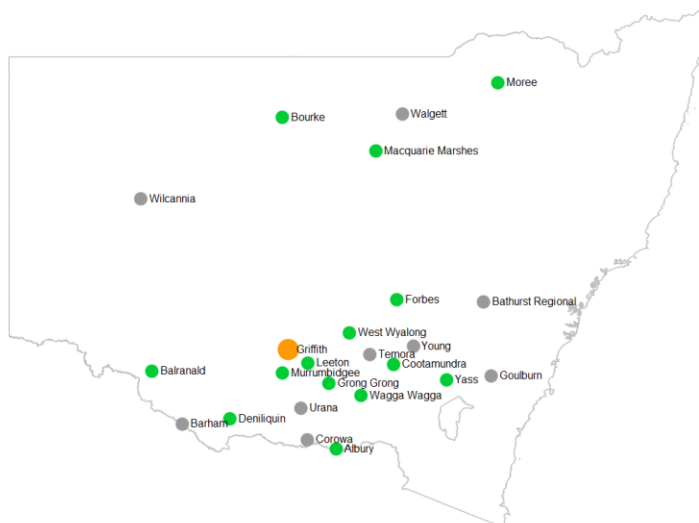 Moree
Walgett
Bourke
Macquarie Marshes
Wilcannia
Forbes
Bathurst Regional
West Wyalong
Young
Griffith
Temora
Leeton
Cootamundra
Balranald
Murrumbidgee
Goulburn
Grong Grong
Yass
Wagga Wagga
Urana
Deniliquin
Barham
Corowa
Albury